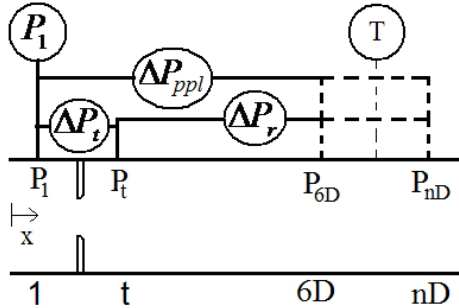 P1 T
ΔPppl
ΔPt ΔPr
P1 Pt P6D PnD
x
1 t 6D nD